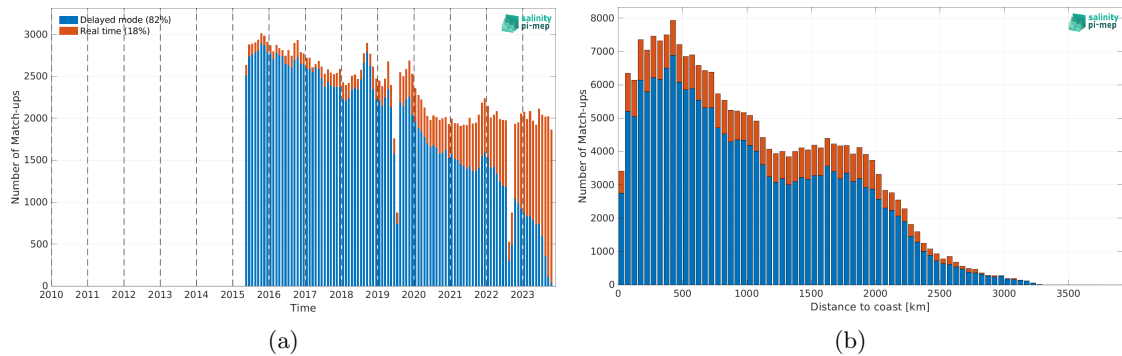 Delayed mode (82%)
Real time (18%)
salinity
pi-mep
Number of Match-ups
3000
2500
2000
1500
1000
500
0
2010 2011 2012 2013 2014 2015 2016 2017 2018 2019 2020 2021 2022 2023
Time
(a)
salinity
pi-mep
Number of Match-ups
8000
7000
6000
5000
4000
3000
2000
1000
0
0 500 1000 1500 2000 2500 3000 3500
Distance to coast [km]
(b)